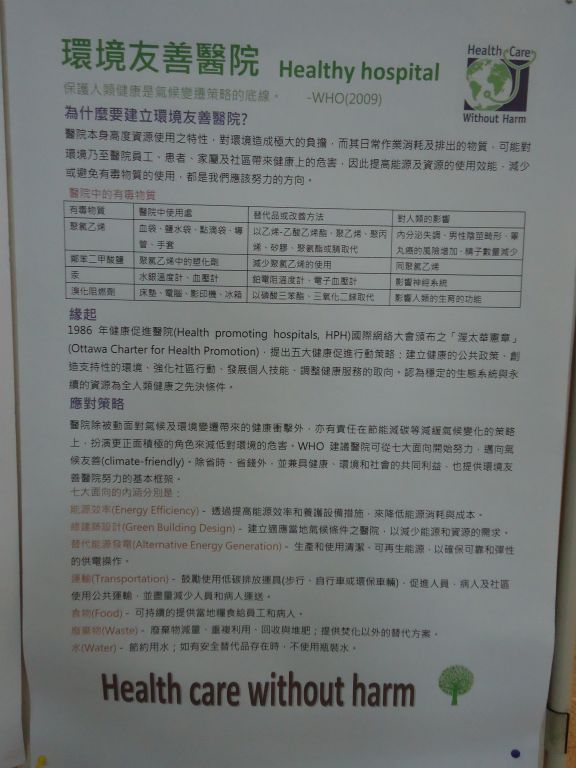 環境友善醫院 Healthy hospital
Health Care
Without Harm
保護人類健康是氣候變遷策略的底線。 -WHO(2009)
為什麼要建立環境友善醫院?
醫院本身高度資源使用之特性，對環境造成極大的負擔，而其日常作業消耗及排出的物質，可能對
環境乃至醫院員工、患者、家屬及社區帶來健康上的危害，因此提高能源及資源的使用效能，減少
或避免有毒物質的使用，都是我們應該努力的方向。
醫院中的有毒物質
有毒物質 醫院中使用處 替代品或改善方法 對人類的影響
聚氯乙烯 血袋、鹽水袋、點滴袋、導 以乙烯-乙酸乙烯酯、聚乙烯、聚丙 內分泌失調、男性陰莖畸形、睪
管、手套 烯、矽膠、聚氨酯或腈取代 丸癌的風險增加、精子數量減少
鄰苯二甲酸鹽 聚氯乙烯中的塑化劑 減少聚氯乙烯的使用 同聚氯乙烯
汞 水銀溫度計、血壓計 鉑電阻溫度計、電子血壓計 影響神經系統
溴化阻燃劑 床墊、電腦、影印機、冰箱 以磷酸三苯酯、三氧化二銻取代 影響人類的生育的功能
緣起
1986 年健康促進醫院(Health promoting hospitals, HPH)國際網絡大會頒布之「渥太華憲章」
(Ottawa Charter for Health Promotion)，提出五大健康促進行動策略：建立健康的公共政策、創
造支持性的環境、強化社區行動、發展個人技能、調整健康服務的取向。認為穩定的生態系統與永
續的資源為全人類健康之先決條件。
應對策略
醫院除被動面對氣候及環境變遷帶來的健康衝擊外，亦有責任在節能減碳等減緩氣候變化的策略
上，扮演更正面積極的角色來減低對環境的危害。WHO 建議醫院可從七大面向開始努力，邁向氣
候友善(climate-friendly)。除省時、省錢外，並兼具健康、環境和社會的共同利益，也提供環境友
善醫院努力的基本框架。
七大面向的內涵分別是：
能源效率(Energy Efficiency) - 透過提高能源效率和養護設備措施，來降低能源消耗與成本。
綠建築設計(Green Building Design) - 建立適應當地氣候條件之醫院，以減少能源和資源的需求。
替代能源發電(Alternative Energy Generation) - 生產和使用清潔、可再生能源，以確保可靠和彈性
的供電操作。
運輸(Transportation) - 鼓勵使用低碳排放運具(步行、自行車或環保車輛)，促進人員、病人及社區
使用公共運輸，並盡量減少人員和病人運送。
食物(Food) - 可持續的提供當地糧食給員工和病人。
廢棄物(Waste) - 廢棄物減量、重複利用、回收與堆肥；提供焚化以外的替代方案。
水(Water) - 節約用水；如有安全替代品存在時，不使用瓶裝水。
Health care without harm